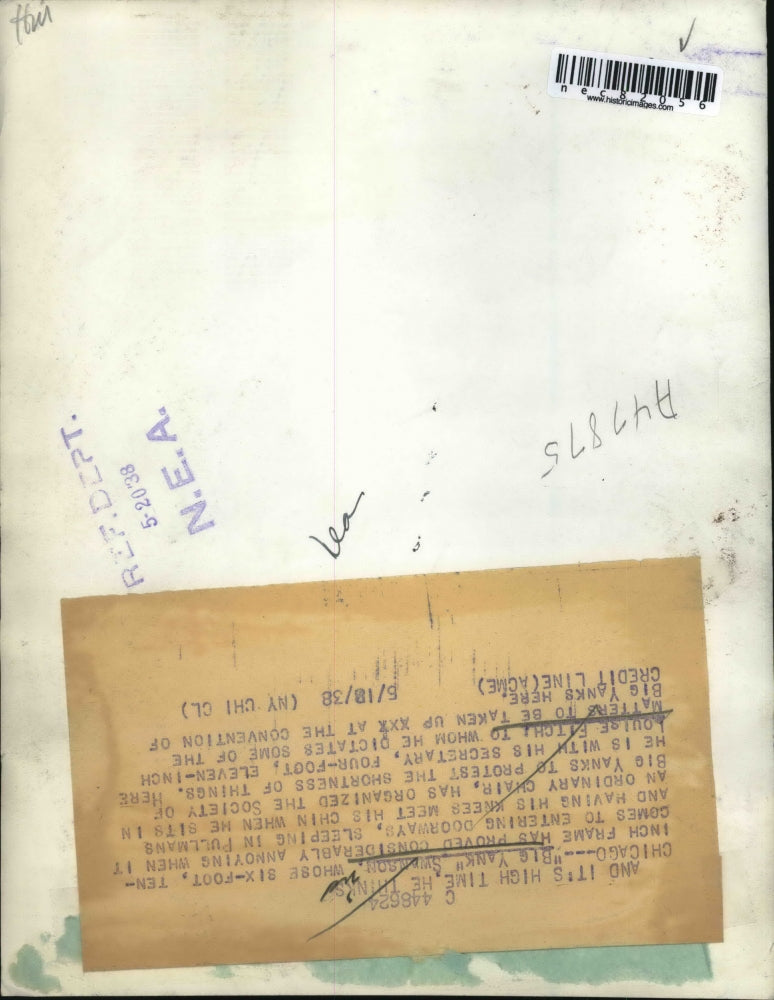 nec82056
www.historicimages.com
A47875
REF. DEPT.
5-20'38
N.E.A.
C 448624
AND IT'S HIGH TIME, HE THINKS
CHICAGO---"BIG YANK" SWANSON, WHOSE SIX-FOOT, TEN-
INCH FRAME HAS PROVED CONSIDERABLY ANNOYING WHEN IT
COMES TO ENTERING DOORWAYS, SLEEPING IN PULLMANS
AND HAVING HIS KNEES MEET HIS CHIN WHEN HE SITS IN
AN ORDINARY CHAIR, HAS ORGANIZED THE SOCIETY OF
BIG YANKS TO PROTEST THE SHORTNESS OF THINGS. HERE
HE IS WITH HIS SECRETARY, FOUR-FOOT, ELEVEN-INCH
LOUISE FITCH: TO WHOM HE DICTATES SOME OF THE
MATTERS TO BE TAKEN UP XXX AT THE CONVENTION OF
BIG YANKS HERE.
CREDIT LINE(ACME) 5/18/38 (NY CHI CL)